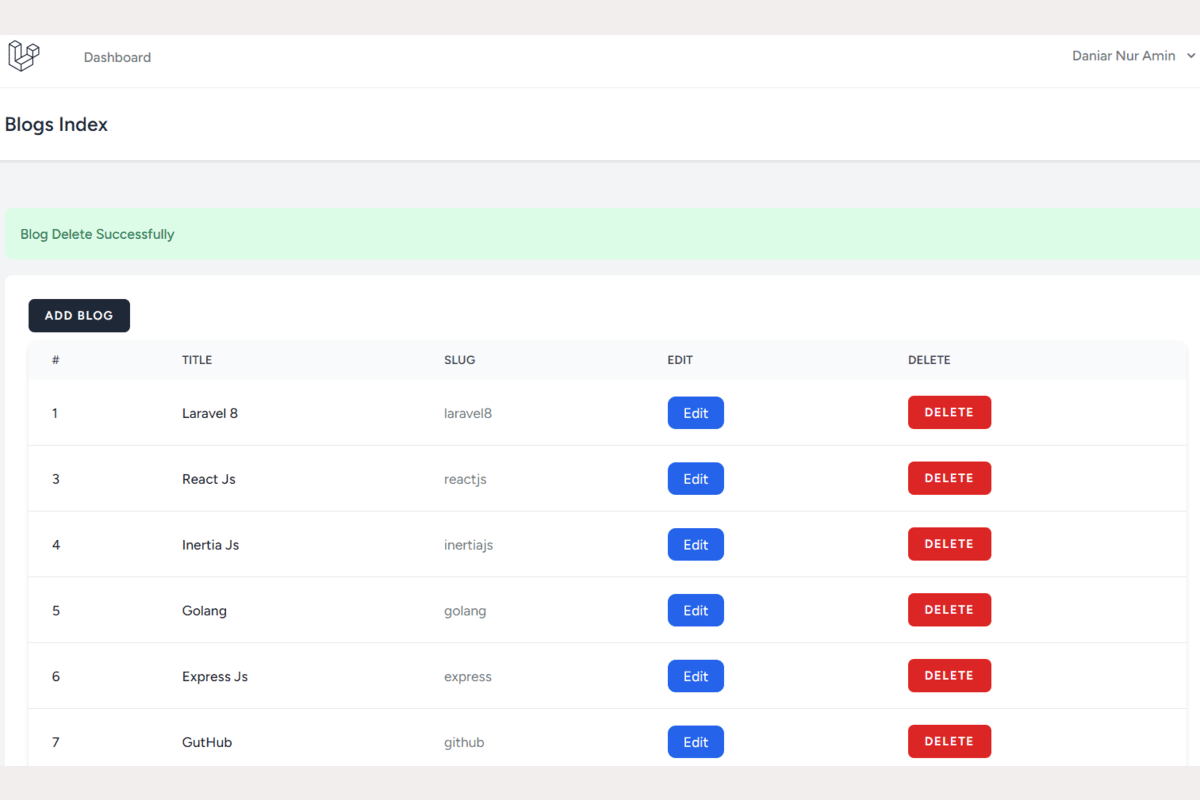 Dashboard
Daniar Nur Amin
Blogs Index
Blog Delete Successfully
ADD BLOG
# TITLE SLUG EDIT DELETE
1 Laravel 8 laravel8 Edit DELETE
3 React Js reactjs Edit DELETE
4 Inertia Js inertiajs Edit DELETE
5 Golang golang Edit DELETE
6 Express Js express Edit DELETE
7 GutHub github Edit DELETE